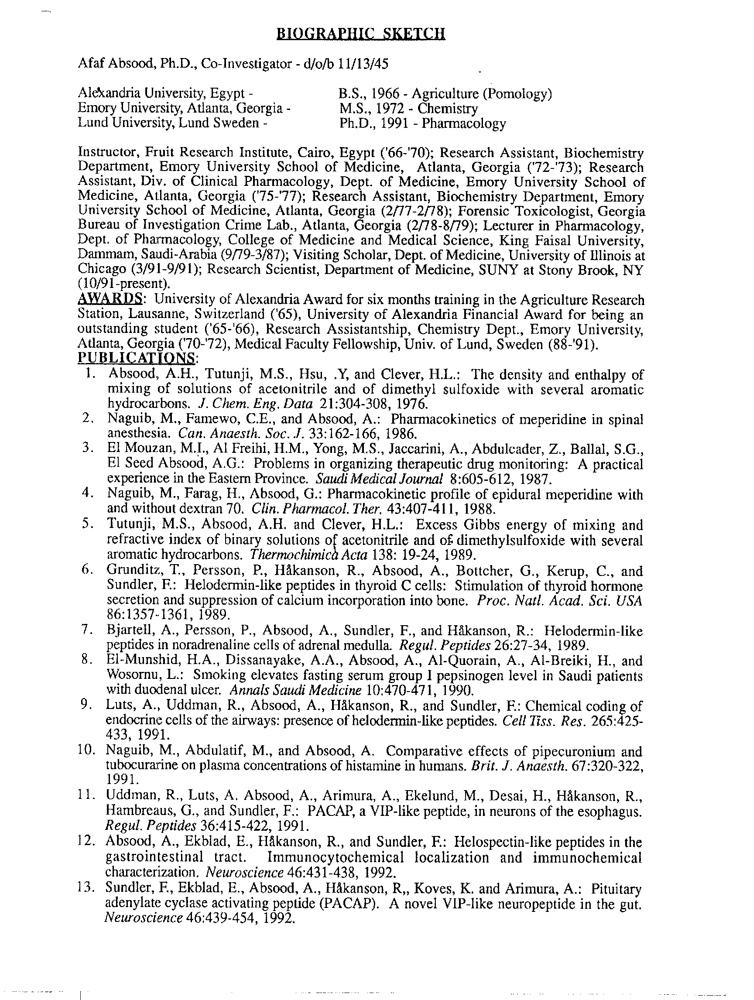 BIOGRAPHIC SKETCH
Afaf Absood, Ph.D., Co-Investigator - d/o/b 11/13/45
Alexandria University, Egypt - B.S., 1966 - Agriculture (Pomology)
Emory University, Atlanta, Georgia - M.S., 1972 - Chemistry
Lund University, Lund Sweden - Ph.D., 1991 - Pharmacology
Instructor, Fruit Research Institute, Cairo, Egypt ('66-'70); Research Assistant, Biochemistry
Department, Emory University School of Medicine, Atlanta, Georgia ('72-'73); Research
Assistant, Div. of Clinical Pharmacology, Dept. of Medicine, Emory University School of
Medicine, Atlanta, Georgia ('75-'77); Research Assistant, Biochemistry Department, Emory
University School of Medicine, Atlanta, Georgia (2/77-2/78); Forensic Toxicologist, Georgia
Bureau of Investigation Crime Lab., Atlanta, Georgia (2/78-8/79); Lecturer in Pharmacology,
Dept. of Pharmacology, College of Medicine and Medical Science, King Faisal University,
Dammam, Saudi-Arabia (9/79-3/87); Visiting Scholar, Dept. of Medicine, University of Illinois at
Chicago (3/91-9/91); Research Scientist, Department of Medicine, SUNY at Stony Brook, NY
(10/91-present).
AWARDS: University of Alexandria Award for six months training in the Agriculture Research
Station, Lausanne, Switzerland ('65), University of Alexandria Financial Award for being an
outstanding student ('65-'66), Research Assistantship, Chemistry Dept., Emory University,
Atlanta, Georgia ('70-'72), Medical Faculty Fellowship, Univ. of Lund, Sweden (88-'91).
PUBLICATIONS:
1. Absood, A.H., Tutunji, M.S., Hsu, .Y, and Clever, H.L.: The density and enthalpy of
mixing of solutions of acetonitrile and of dimethyl sulfoxide with several aromatic
hydrocarbons. J. Chem. Eng. Data 21:304-308, 1976.
2. Naguib, M., Famewo, C.E., and Absood, A.: Pharmacokinetics of meperidine in spinal
anesthesia. Can. Anaesth. Soc. J. 33:162-166, 1986.
3. El Mouzan, M.I., Al Freihi, H.M., Yong, M.S., Jaccarini, A., Abdulcader, Z., Ballal, S.G.,
El Seed Absood, A.G.: Problems in organizing therapeutic drug monitoring: A practical
experience in the Eastern Province. Saudi Medical Journal 8:605-612, 1987.
4. Naguib, M., Farag, H., Absood, G.: Pharmacokinetic profile of epidural meperidine with
and without dextran 70. Clin. Pharmacol. Ther. 43:407-411, 1988.
5. Tutunji, M.S., Absood, A.H. and Clever, H.L.: Excess Gibbs energy of mixing and
refractive index of binary solutions of acetonitrile and of dimethylsulfoxide with several
aromatic hydrocarbons. Thermochimica Acta 138: 19-24, 1989.
6. Grunditz, T., Persson, P., Håkanson, R., Absood, A., Bottcher, G., Kerup, C., and
Sundler, F.: Helodermin-like peptides in thyroid C cells: Stimulation of thyroid hormone
secretion and suppression of calcium incorporation into bone. Proc. Natl. Acad. Sci. USA
86:1357-1361, 1989.
7. Bjartell, A., Persson, P., Absood, A., Sundler, F., and Håkanson, R.: Helodermin-like
peptides in noradrenaline cells of adrenal medulla. Regul. Peptides 26:27-34, 1989.
8. El-Munshid, H.A., Dissanayake, A.A., Absood, A., Al-Quorain, A., Al-Breiki, H., and
Wosornu, L.: Smoking elevates fasting serum group I pepsinogen level in Saudi patients
with duodenal ulcer. Annals Saudi Medicine 10:470-471, 1990.
9. Luts, A., Uddman, R., Absood, A., Håkanson, R., and Sundler, F.: Chemical coding of
endocrine cells of the airways: presence of helodermin-like peptides. Cell Tiss. Res. 265:425-
433, 1991.
10. Naguib, M., Abdulatif, M., and Absood, A. Comparative effects of pipecuronium and
tubocurarine on plasma concentrations of histamine in humans. Brit. J. Anaesth. 67:320-322,
1991.
11. Uddman, R., Luts, A. Absood, A., Arimura, A., Ekelund, M., Desai, H., Håkanson, R.,
Hambreaus, G., and Sundler, F.: PACAP, a VIP-like peptide, in neurons of the esophagus.
Regul. Peptides 36:415-422, 1991.
12. Absood, A., Ekblad, E., Håkanson, R., and Sundler, F.: Helospectin-like peptides in the
gastrointestinal tract. Immunocytochemical localization and immunochemical
characterization. Neuroscience 46:431-438, 1992.
13. Sundler, F., Ekblad, E., Absood, A., Håkanson, R,, Koves, K. and Arimura, A.: Pituitary
adenylate cyclase activating peptide (PACAP). A novel VIP-like neuropeptide in the gut.
Neuroscience 46:439-454, 1992.